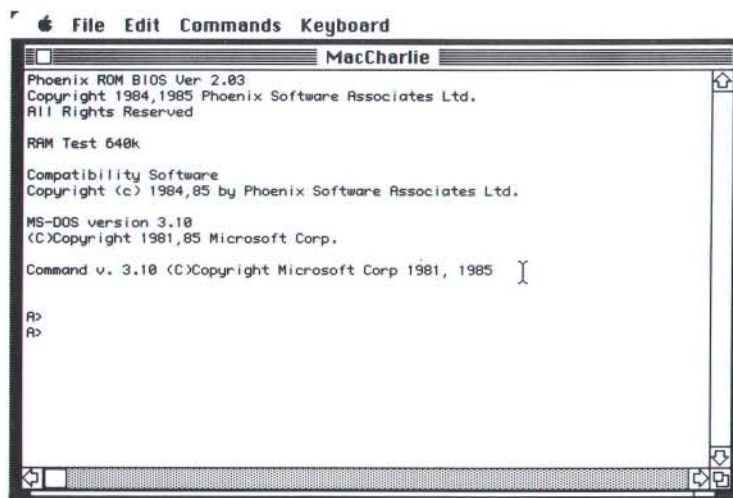 File Edit Commands Keyboard
MacCharlie
Phoenix ROM BIOS Ver 2.03
Copyright 1984,1985 Phoenix Software Associates Ltd.
All Rights Reserved
RAM Test 640k
Compatibility Software
Copyright (c) 1984,85 by Phoenix Software Associates Ltd.
MS-DOS version 3.10
(C)Copyright 1981,85 Microsoft Corp.
Command v. 3.10 (C)Copyright Microsoft Corp 1981, 1985
A>
A>